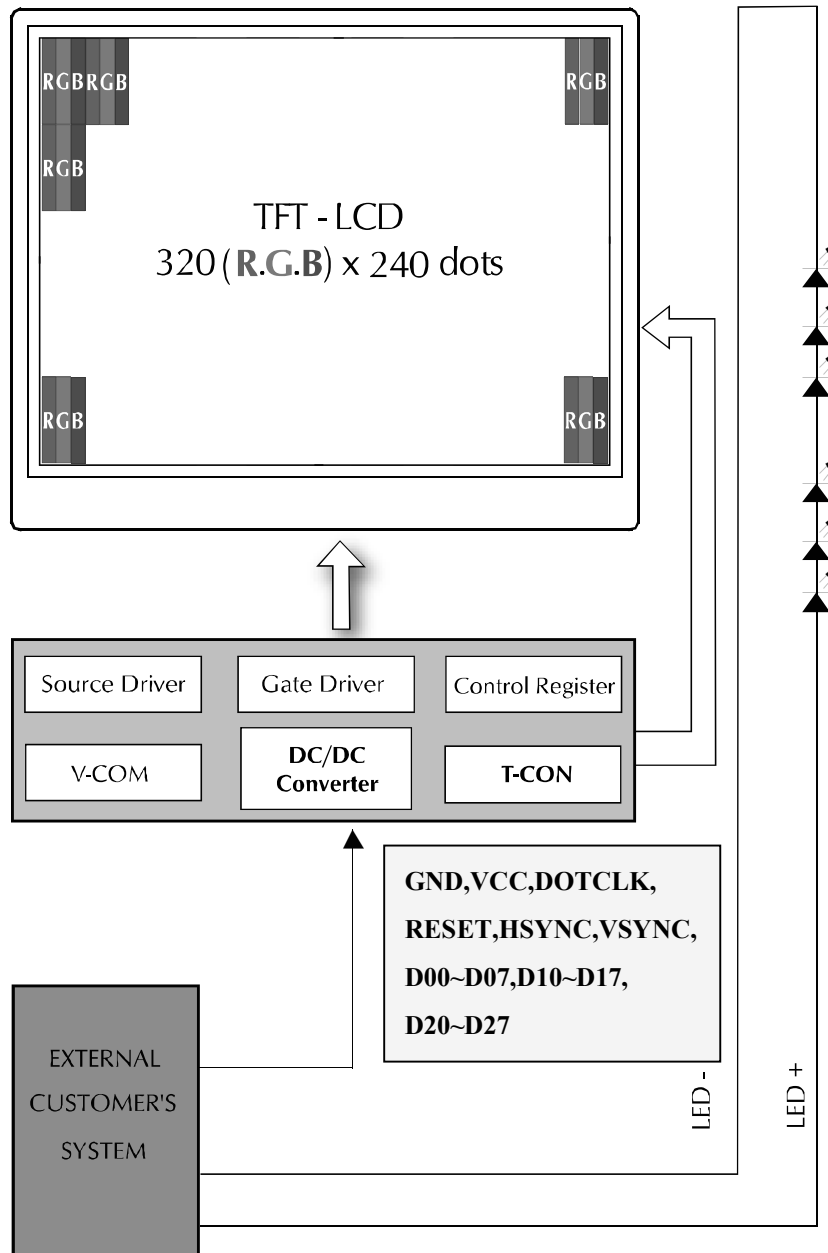 RGBRGB
RGB
RGB
TFT - LCD
320 (R.G.B) x 240 dots
RGB
RGB
Source Driver
Gate Driver
Control Register
V-COM
DC/DC
Converter
T-CON
GND,VCC,DOTCLK,
RESET,HSYNC,VSYNC,
D00~D07,D10~D17,
D20~D27
EXTERNAL
CUSTOMER'S
SYSTEM
LED -
LED +